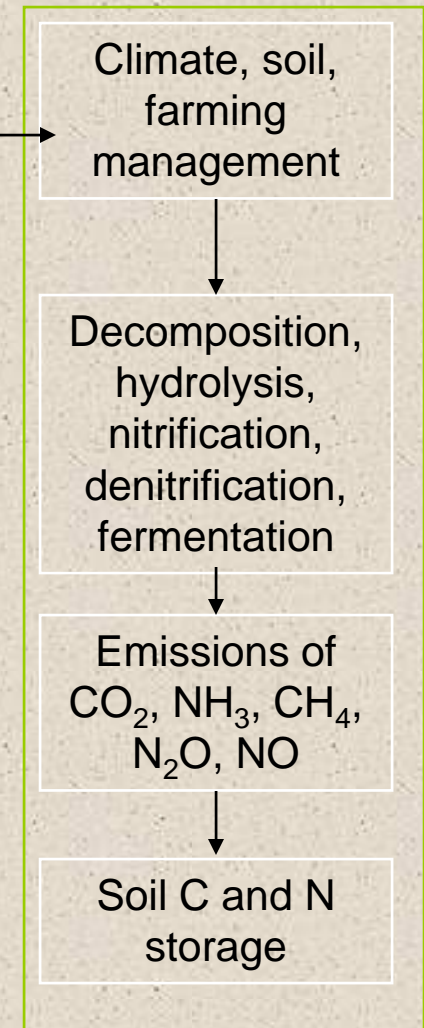 Climate, soil,
farming
management
Decomposition,
hydrolysis,
nitrification,
denitrification,
fermentation
Emissions of
CO₂, NH₃, CH₄,
N₂O, NO
Soil C and N
storage